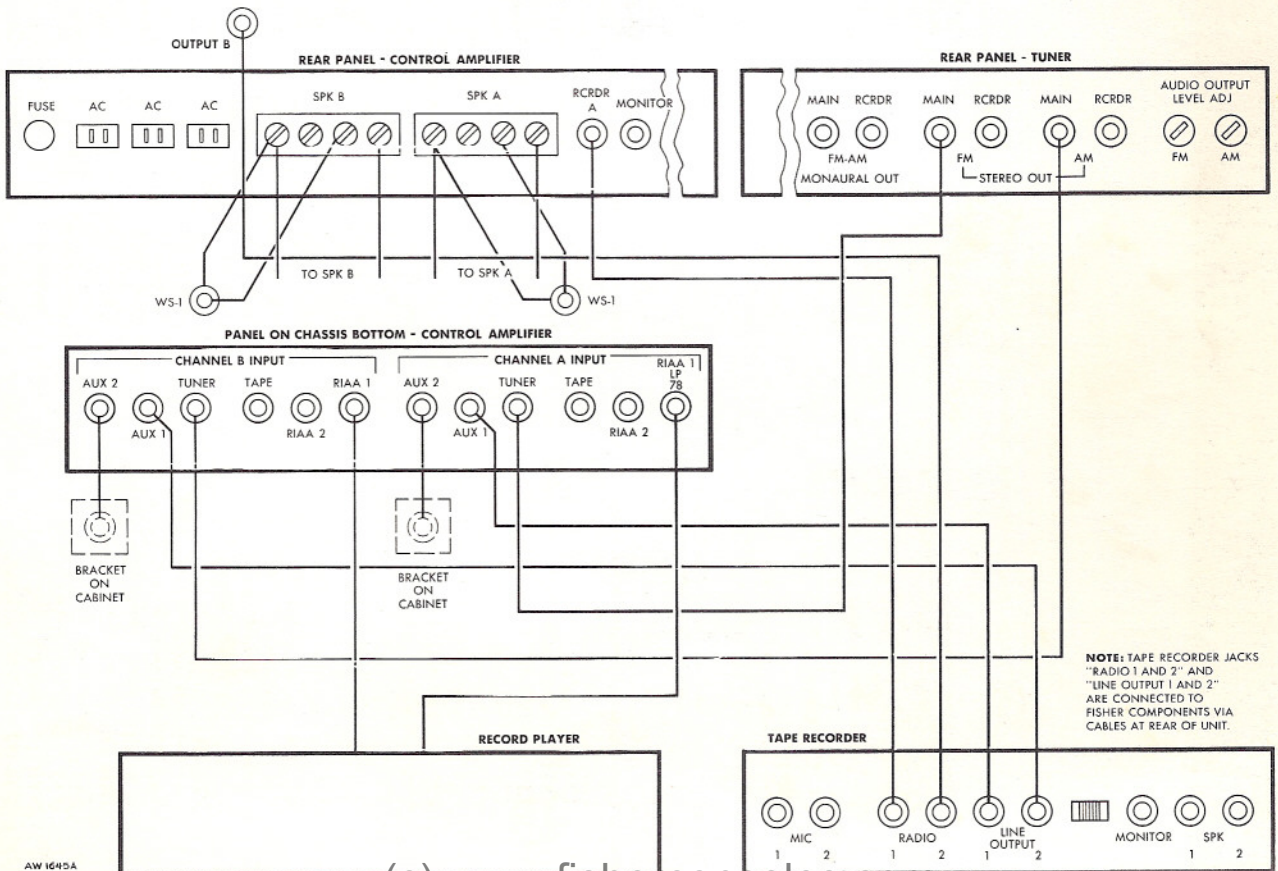 OUTPUT B
REAR PANEL - CONTROL AMPLIFIER
FUSE
AC
AC
AC
SPK B
SPK A
RCRDR
A
MONITOR
TO SPK B
TO SPK A
WS-1
WS-1
REAR PANEL - TUNER
MAIN
RCRDR
MAIN
RCRDR
MAIN
RCRDR
AUDIO OUTPUT
LEVEL ADJ
FM-AM
MONAURAL OUT
FM
AM
STEREO OUT
FM
AM
PANEL ON CHASSIS BOTTOM - CONTROL AMPLIFIER
CHANNEL B INPUT
AUX 2
TUNER
TAPE
RIAA 1
AUX 1
RIAA 2
CHANNEL A INPUT
AUX 2
TUNER
TAPE
RIAA 1
LP
78
AUX 1
RIAA 2
BRACKET
ON
CABINET
BRACKET
ON
CABINET
NOTE: TAPE RECORDER JACKS
"RADIO 1 AND 2" AND
"LINE OUTPUT 1 AND 2"
ARE CONNECTED TO
FISHER COMPONENTS VIA
CABLES AT REAR OF UNIT.
RECORD PLAYER
TAPE RECORDER
MIC
1
2
RADIO
1
2
LINE
OUTPUT
1
2
MONITOR
SPK
1
2
AW 1645A